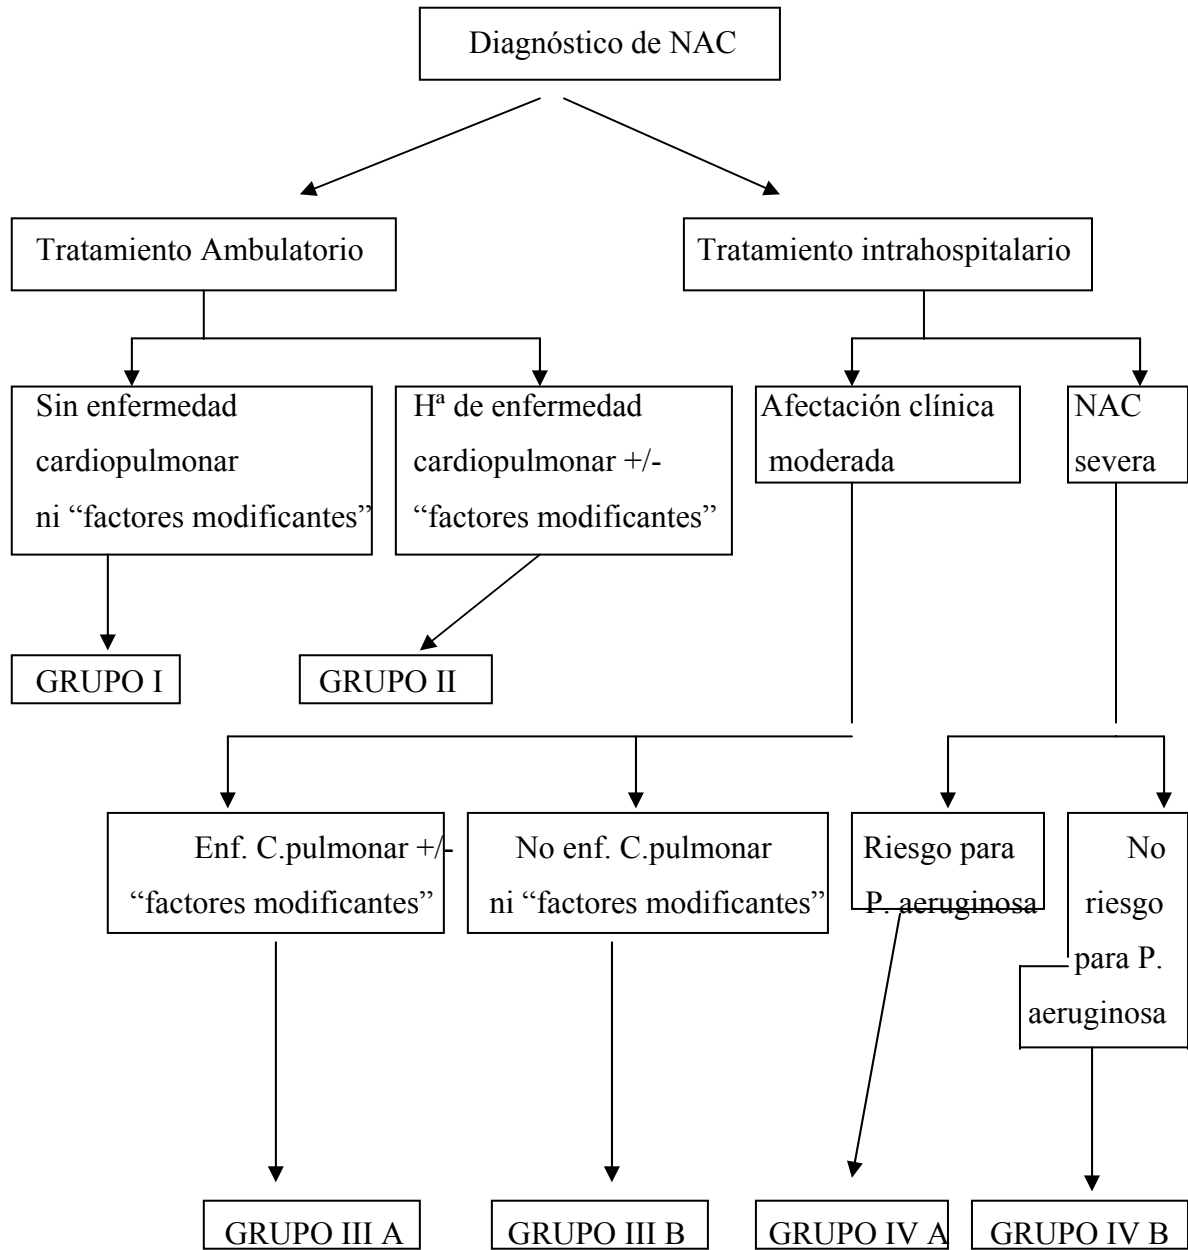 Diagnóstico de NAC
Tratamiento Ambulatorio
Tratamiento intrahospitalario
Sin enfermedad
cardiopulmonar
ni “factores modificantes”
Hª de enfermedad
cardiopulmonar +/-
“factores modificantes”
Afectación clínica
moderada
NAC
severa
GRUPO I
GRUPO II
Enf. C.pulmonar +/-
“factores modificantes”
No enf. C.pulmonar
ni “factores modificantes”
Riesgo para
P. aeruginosa
No
riesgo
para P.
aeruginosa
GRUPO III A
GRUPO III B
GRUPO IV A
GRUPO IV B